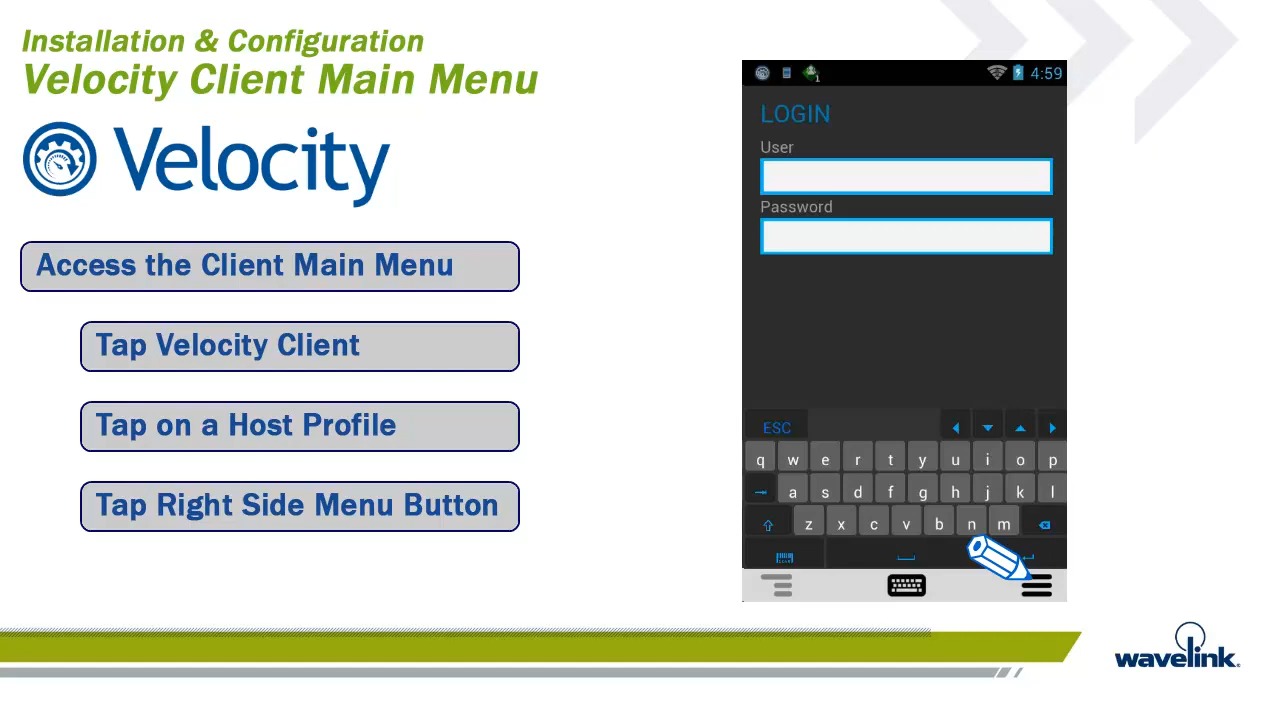 Installation & Configuration
Velocity Client Main Menu
Velocity
Access the Client Main Menu
Tap Velocity Client
Tap on a Host Profile
Tap Right Side Menu Button
1
4:59
LOGIN
User
Password
ESC
q w e r t y u i o p
a s d f g h j k l
z x c v b n m
wavelink